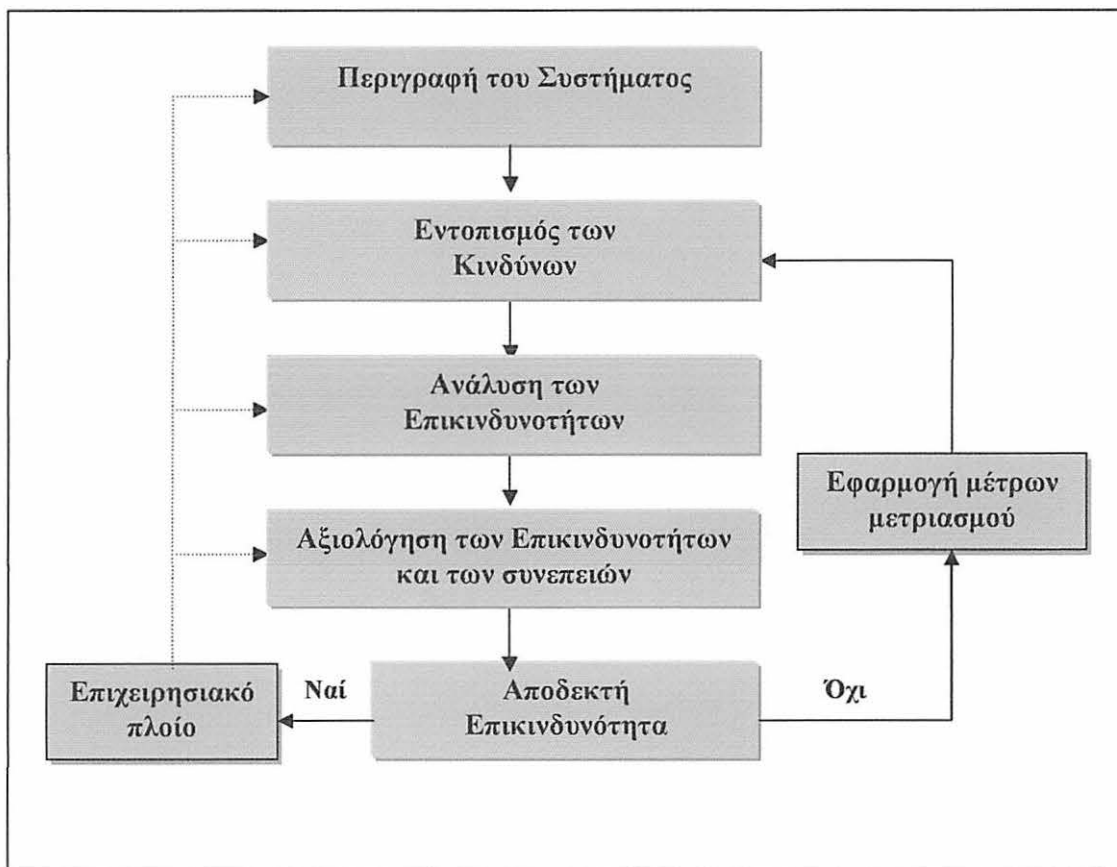 Περιγραφή του Συστήματος
Εντοπισμός των
Κινδύνων
Ανάλυση των
Επικινδυνοτήτων
Εφαρμογή μέτρων
μετριασμού
Αξιολόγηση των Επικινδυνοτήτων
και των συνεπειών
Επιχειρησιακό
πλοίο
Ναί
Αποδεκτή
Επικινδυνότητα
Όχι